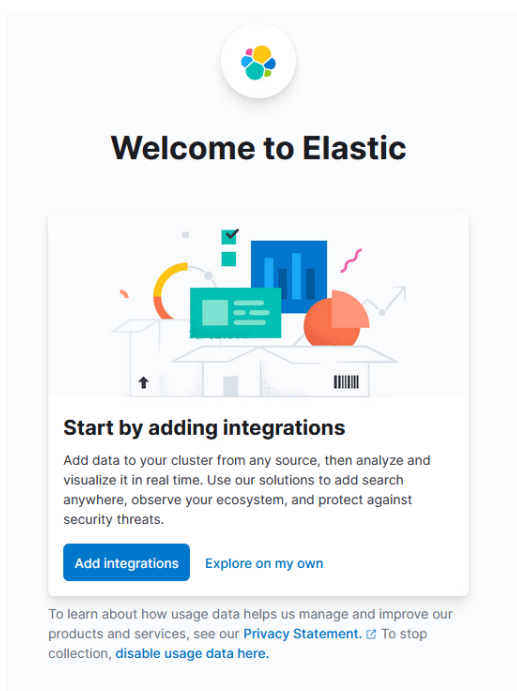 Welcome to Elastic
Start by adding integrations
Add data to your cluster from any source, then analyze and
visualize it in real time. Use our solutions to add search
anywhere, observe your ecosystem, and protect against
security threats.
Add integrations Explore on my own
To learn about how usage data helps us manage and improve our
products and services, see our Privacy Statement. To stop
collection, disable usage data here.